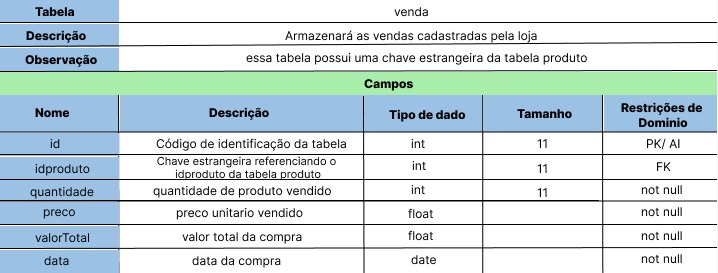 Tabela venda
Descrição Armazenará as vendas cadastradas pela loja
Observação essa tabela possui uma chave estrangeira da tabela produto
Campos
Nome Descrição Tipo de dado Tamanho Restrições de Dominio
id Código de identificação da tabela int 11 PK/ AI
idproduto Chave estrangeira referenciando o idproduto da tabela produto int 11 FK
quantidade quantidade de produto vendido int 11 not null
preco preco unitario vendido float not null
valorTotal valor total da compra float not null
data data da compra date not null